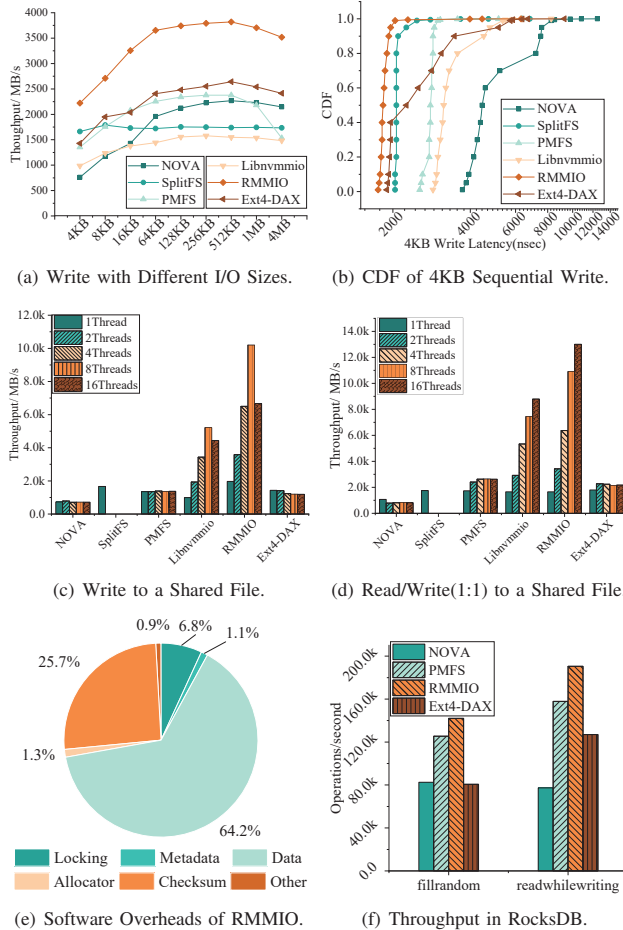 4000
3500
3000
2500
2000
1500
1000
500
0
Thoughput/ MB/s
4KB
8KB
16KB
64KB
128KB
256KB
512KB
1MB
4MB
NOVA
SplitFS
PMFS
Libnvmmio
RMMIO
Ext4-DAX
(a) Write with Different I/O Sizes.
1.0
0.8
0.6
0.4
0.2
0.0
CDF
2000
4000
6000
8000
10000
12000
14000
4KB Write Latency(nsec)
NOVA
SplitFS
PMFS
Libnvmmio
RMMIO
Ext4-DAX
(b) CDF of 4KB Sequential Write.
12.0k
10.0k
8.0k
6.0k
4.0k
2.0k
0.0
Throughput/ MB/s
1Thread
2Threads
4Threads
8Threads
16Threads
NOVA
SplitFS
PMFS
Libnvmmio
RMMIO
Ext4-DAX
(c) Write to a Shared File.
14.0k
12.0k
10.0k
8.0k
6.0k
4.0k
2.0k
0.0
Throughput/ MB/s
1Thread
2Threads
4Threads
8Threads
16Threads
NOVA
SplitFS
PMFS
Libnvmmio
RMMIO
Ext4-DAX
(d) Read/Write(1:1) to a Shared File
0.9%
6.8%
1.1%
25.7%
1.3%
64.2%
Locking
Metadata
Data
Allocator
Checksum
Other
(e) Software Overheads of RMMIO.
200.0k
160.0k
120.0k
80.0k
40.0k
0.0
Operations/second
NOVA
PMFS
RMMIO
Ext4-DAX
fillrandom
readwhilewriting
(f) Throughput in RocksDB.